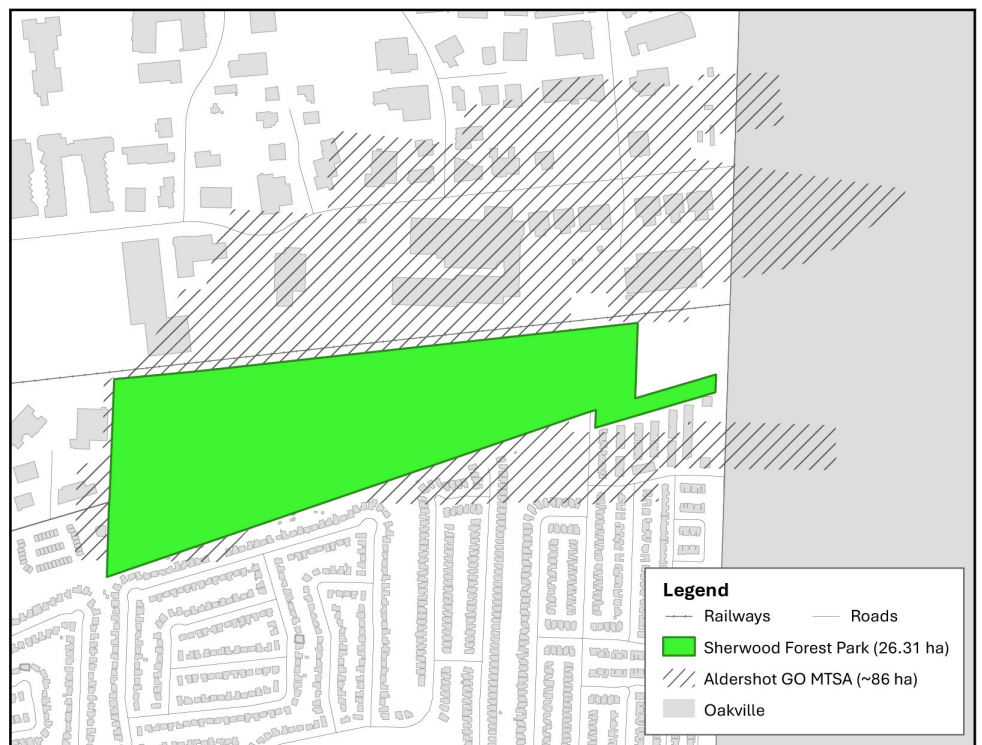 Legend
Railways Roads
Sherwood Forest Park (26.31 ha)
Aldershot GO MTSA (~86 ha)
Oakville